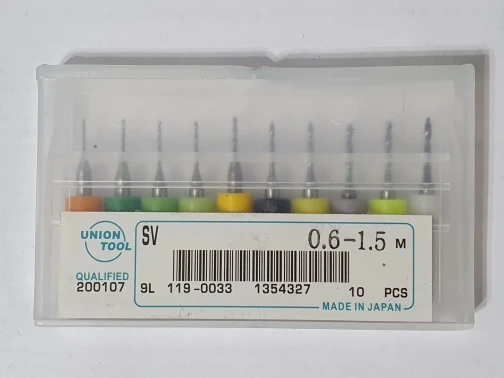 UNION
TOOL
SV
0.6-1.5 M
QUALIFIED
200107
9L 119-0033 1354327 10 PCS
MADE IN JAPAN